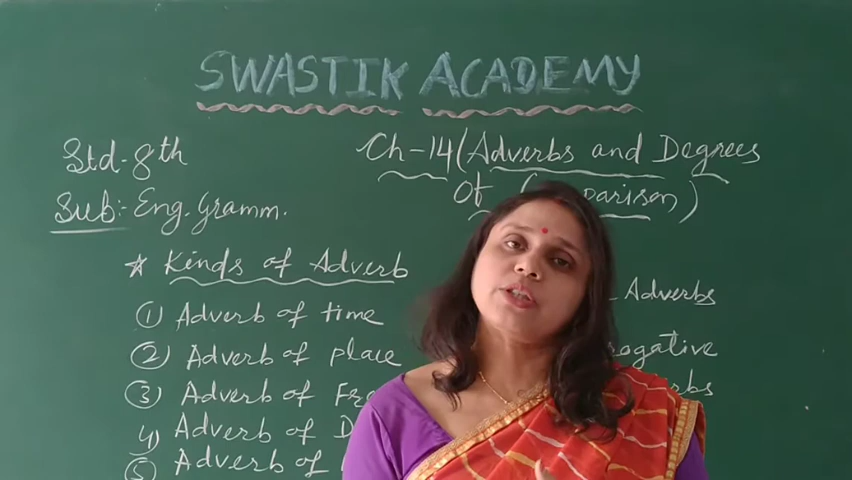 SWASTIK ACADEMY
Std-8th
Ch-14 (Adverbs and Degrees
Of
Sub:- Eng. Gramm.
* Kinds of Adverb
① Adverb of time
② Adverb of place
③ Adverb of
4) Adverb of
⑤ Adverb of
Adverbs